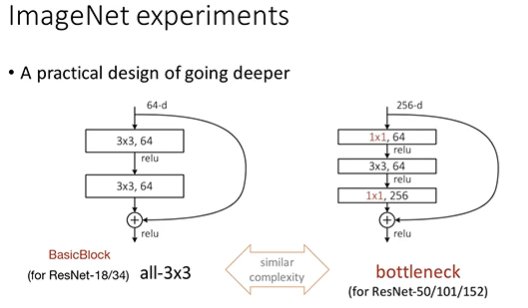 ImageNet experiments
• A practical design of going deeper
64-d
3x3, 64
relu
3x3, 64
relu
BasicBlock
(for ResNet-18/34) all-3x3
similar
complexity
256-d
1x1, 64
relu
3x3, 64
relu
1x1, 256
relu
bottleneck
(for ResNet-50/101/152)